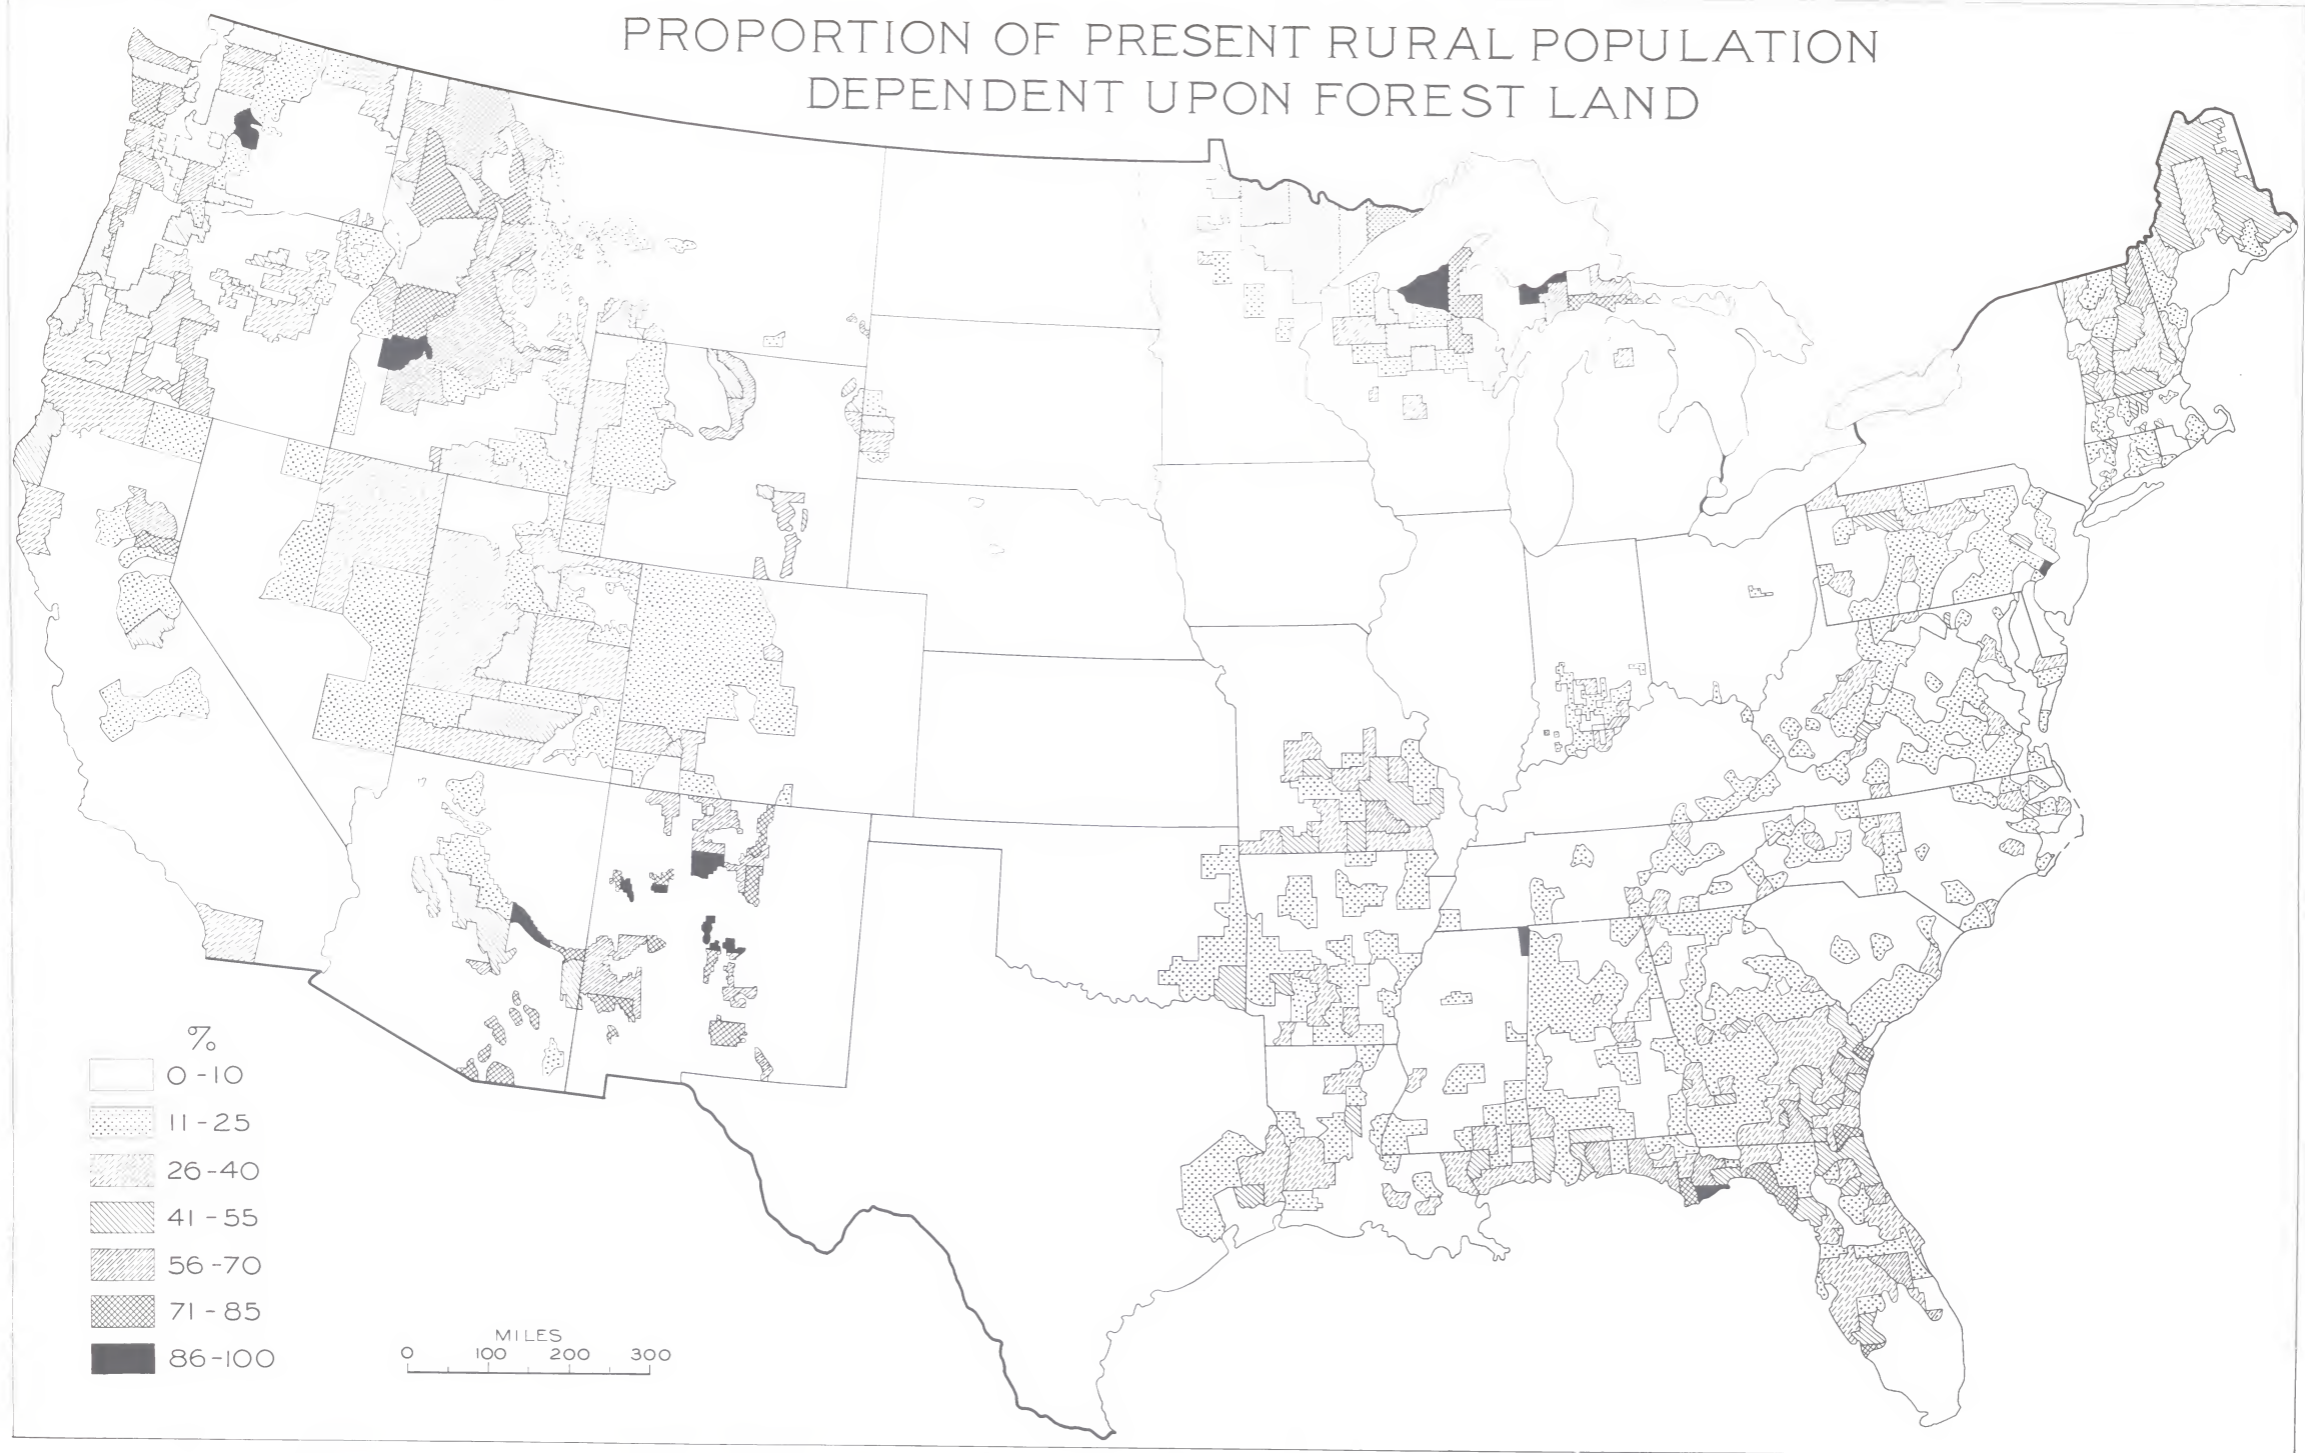 PROPORTION OF PRESENT RURAL POPULATION
DEPENDENT UPON FOREST LAND
%
0-10
11-25
26-40
41-55
56-70
71-85
86-100
MILES
0 100 200 300